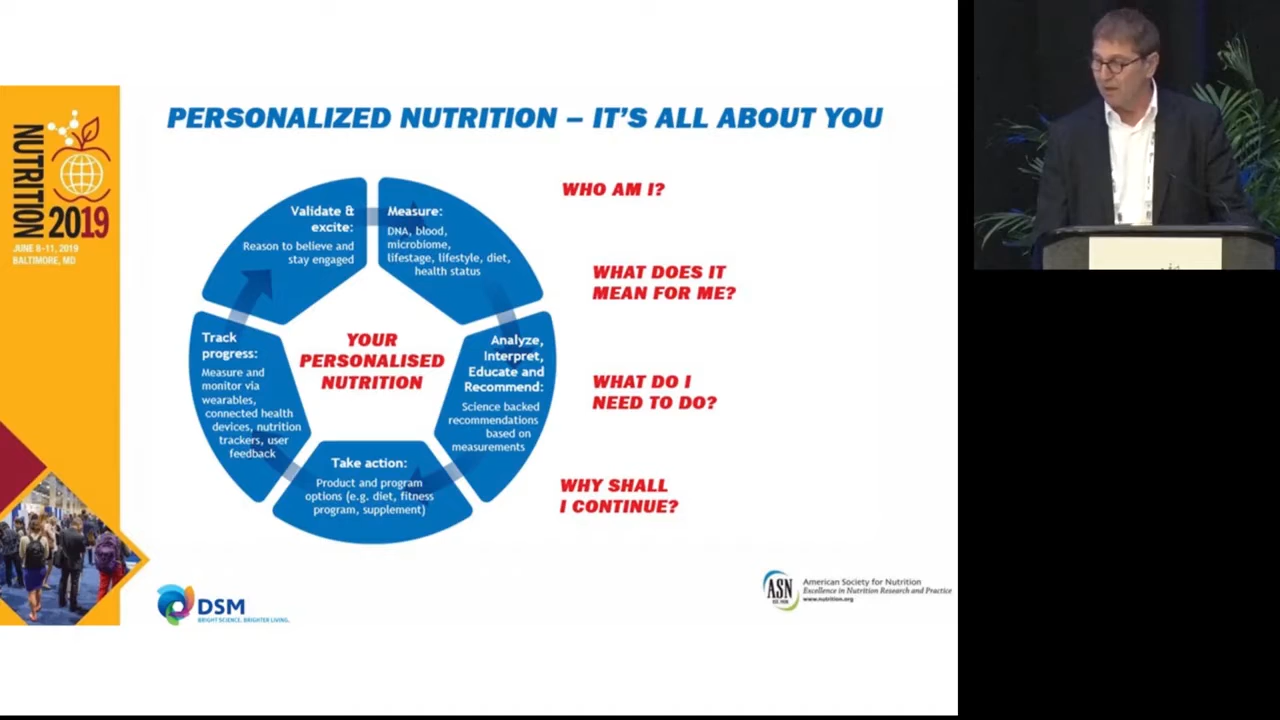 NUTRITION
2019
JUNE 8-11, 2019
BALTIMORE, MD
PERSONALIZED NUTRITION – IT'S ALL ABOUT YOU
Validate &
excite:
Reason to believe and
stay engaged
Measure:
DNA, blood,
microbiome,
lifestage, lifestyle, diet,
health status
Analyze,
Interpret,
Educate and
Recommend:
Science backed
recommendations
based on
measurements
Take action:
Product and program
options (e.g. diet, fitness
program, supplement)
Track
progress:
Measure and
monitor via
wearables,
connected health
devices, nutrition
trackers, user
feedback
YOUR
PERSONALISED
NUTRITION
WHO AM I?
WHAT DOES IT
MEAN FOR ME?
WHAT DO I
NEED TO DO?
WHY SHALL
I CONTINUE?
DSM
BRIGHT SCIENCE. BRIGHTER LIVING.
ASN
American Society for Nutrition
Excellence in Nutrition Research and Practice
www.nutrition.org